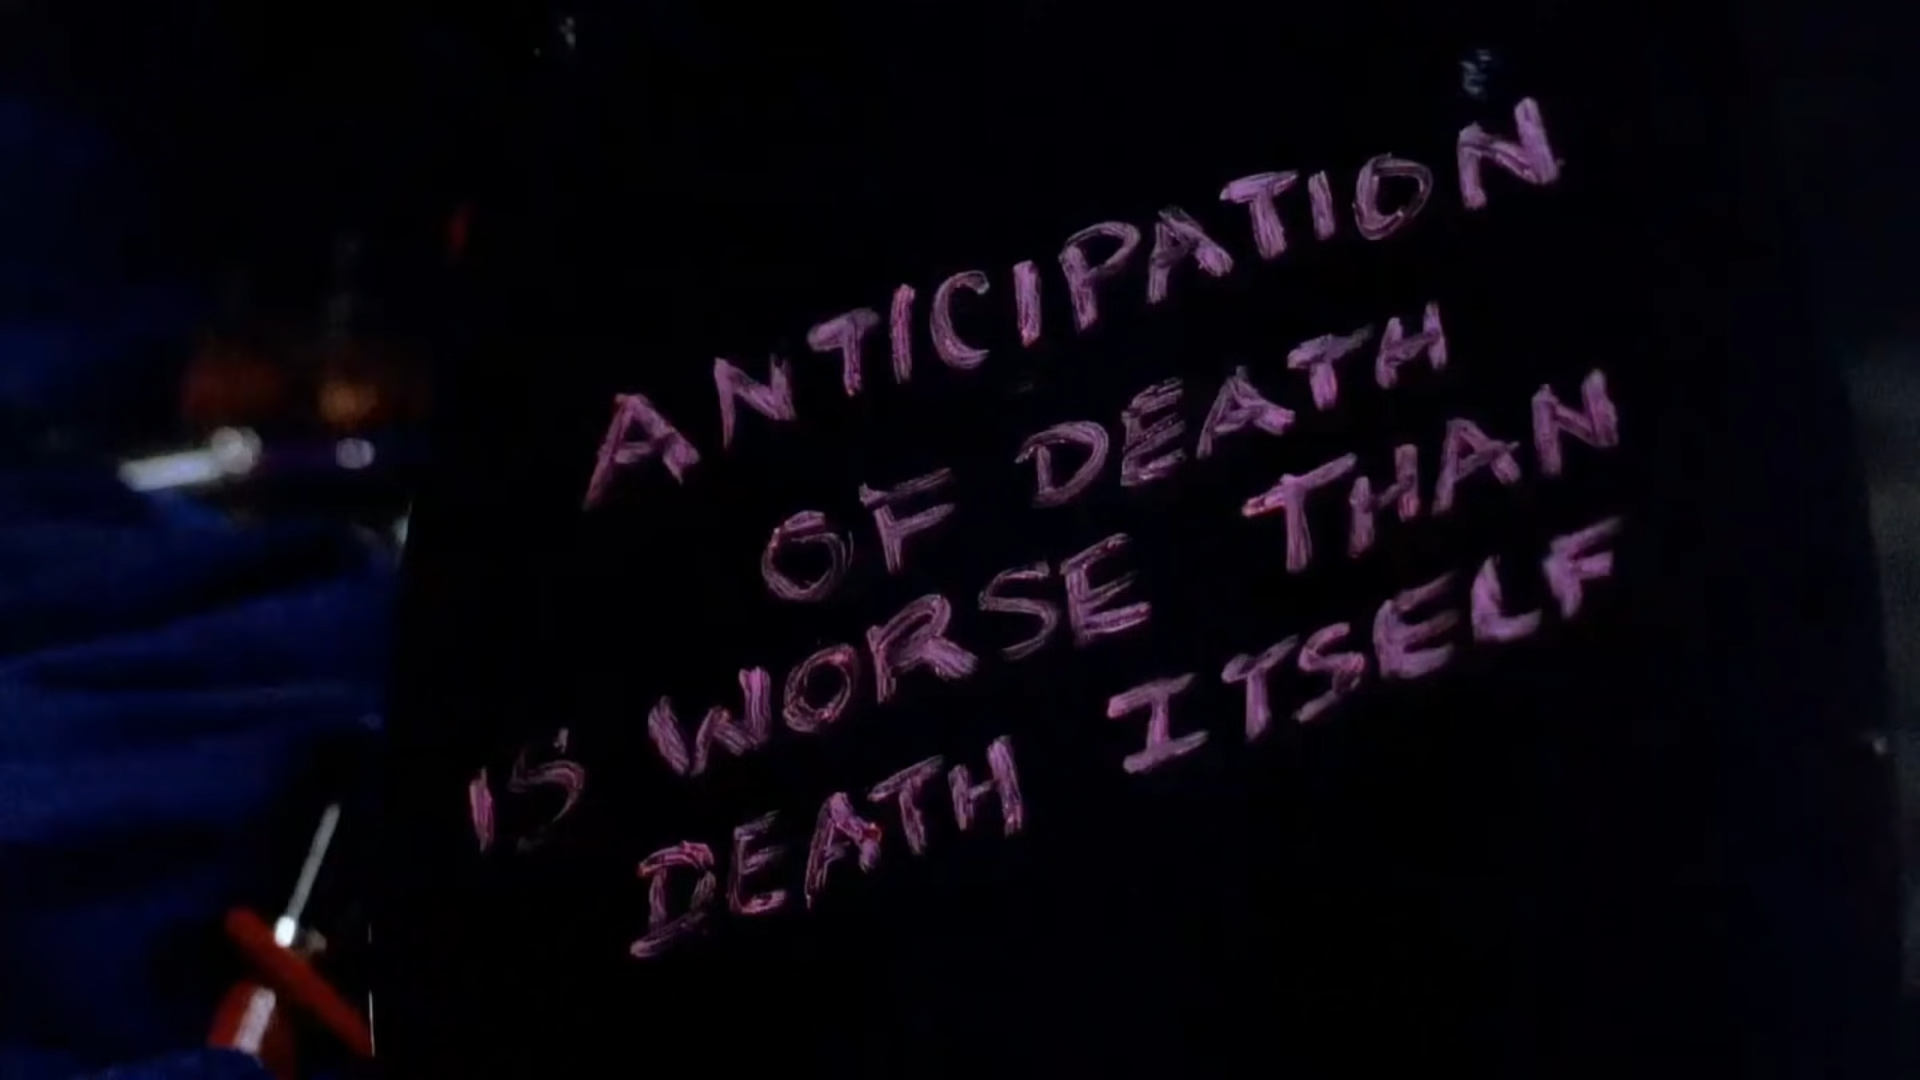 ANTICIPATION
OF DEATH
IS WORSE THAN
DEATH ITSELF